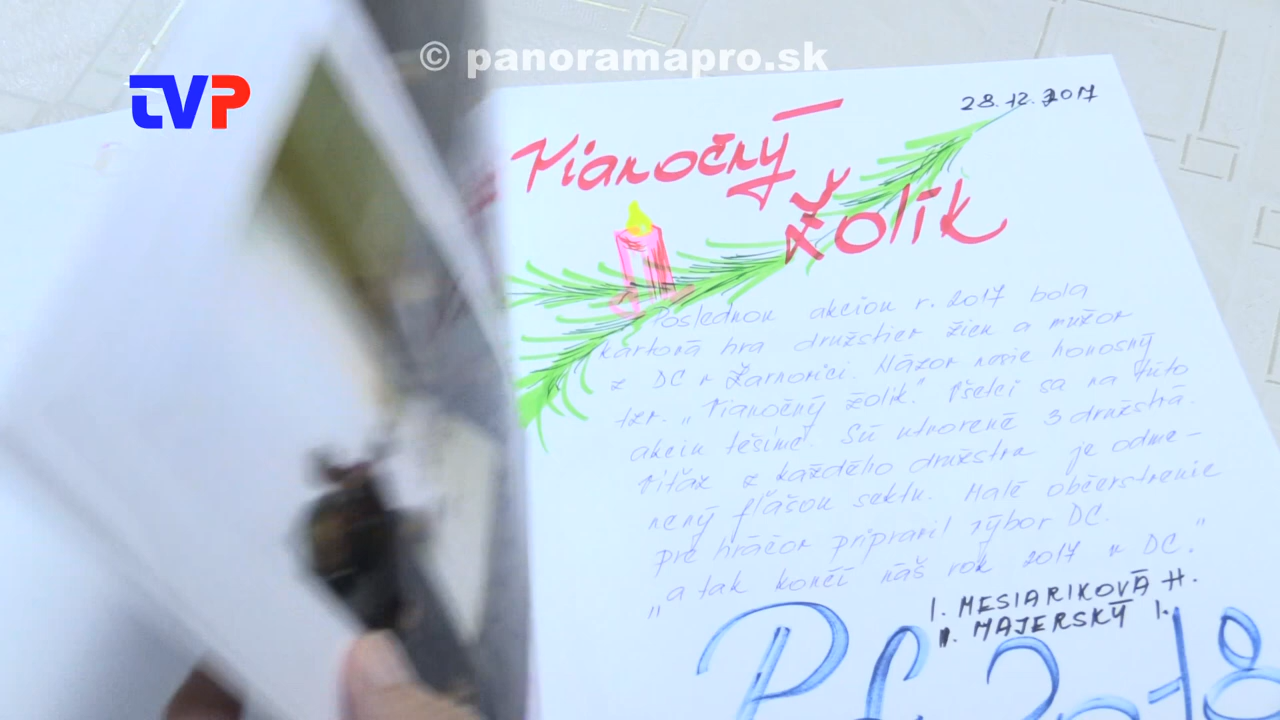 © panoramapro.sk
TVP
28.12.2017
Vianočný
Žolík
Poslednou akciou r. 2017 bola
kartová hra družstiev žien a mužov
z DC v Žarnovici. Názov nesie honosný
tzv. „Vianočný žolík". Všetci sa na túto
akciu tešíme. Sú utvorené 3 družstvá.
Víťaz z každého družstva je odme-
nený fľašou sektu. Malé občerstvenie
pre hráčov pripravil výbor DC.
„a tak končí náš rok 2017 v DC."
I. MESIARIKOVÁ H.
II. MAJERSKÝ I.